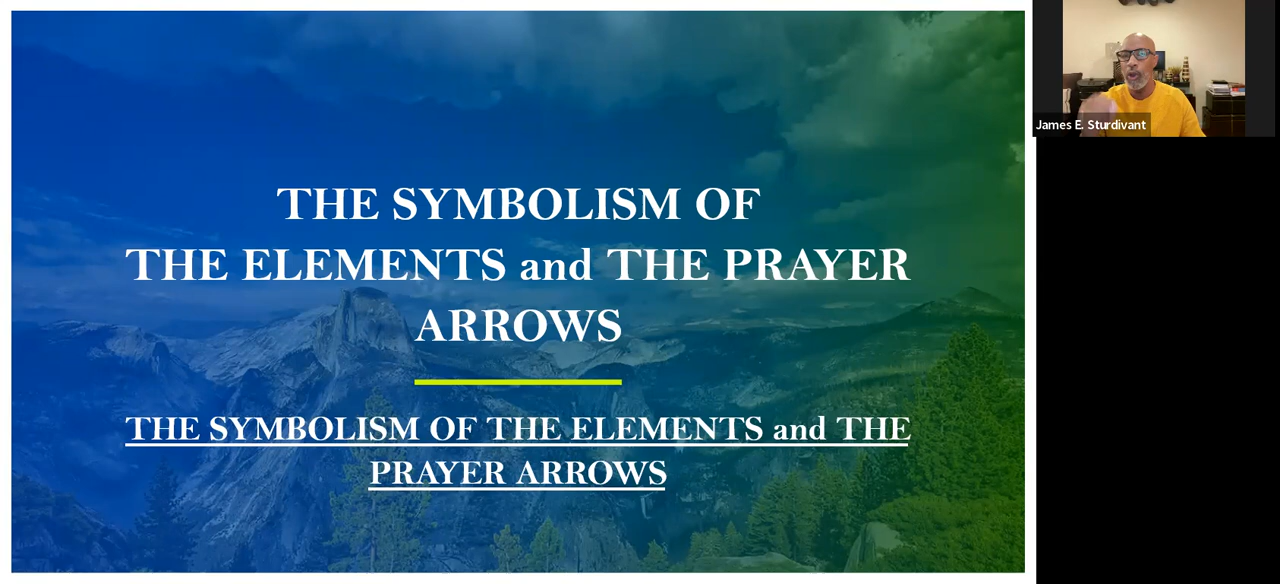 THE SYMBOLISM OF
THE ELEMENTS and THE PRAYER
ARROWS
THE SYMBOLISM OF THE ELEMENTS and THE
PRAYER ARROWS
James E. Sturdivant